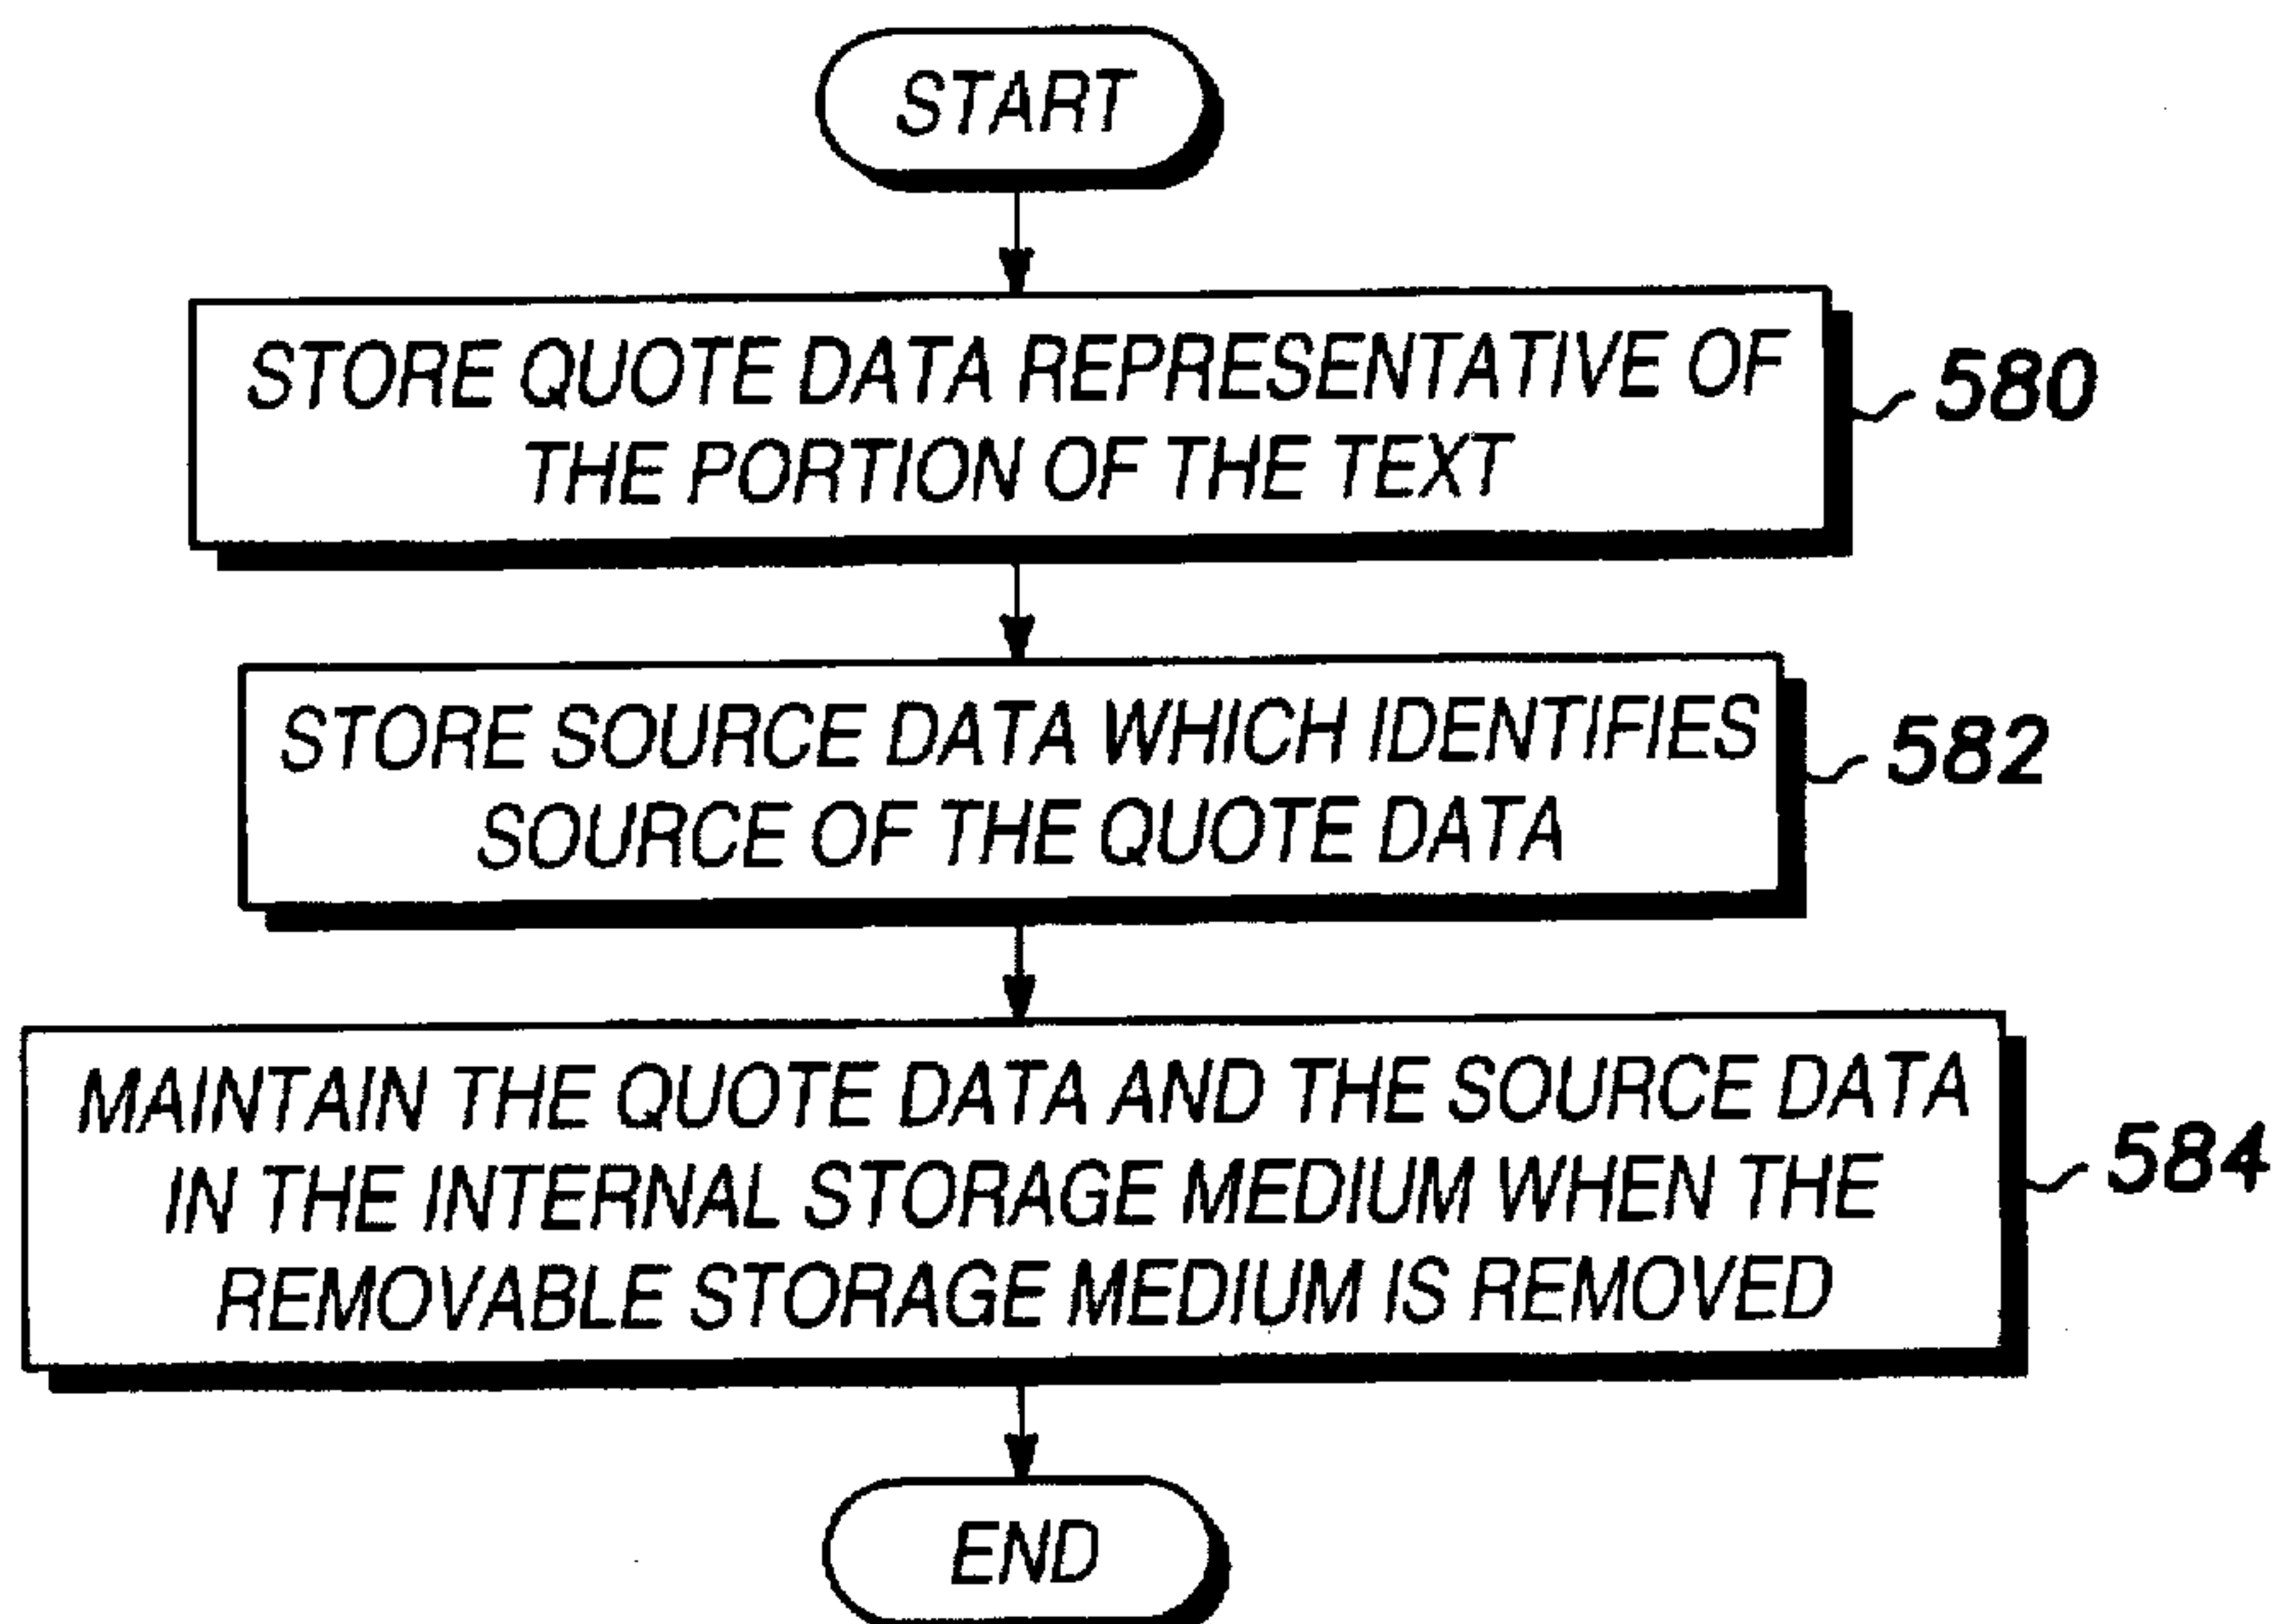 START
STORE QUOTE DATA REPRESENTATIVE OF
THE PORTION OF THE TEXT
580
STORE SOURCE DATA WHICH IDENTIFIES
SOURCE OF THE QUOTE DATA
582
MAINTAIN THE QUOTE DATA AND THE SOURCE DATA
IN THE INTERNAL STORAGE MEDIUM WHEN THE
REMOVABLE STORAGE MEDIUM IS REMOVED
584
END